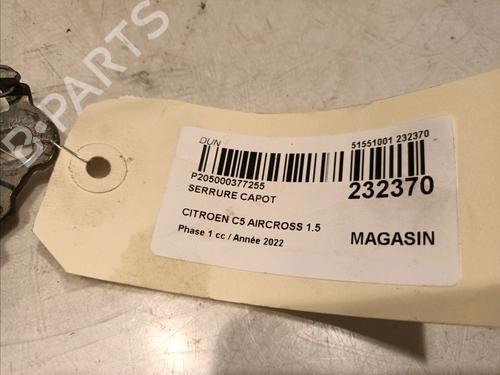 DUN
51551001 232370
P205000377255
SERRURE CAPOT
232370
CITROEN C5 AIRCROSS 1.5
Phase 1 cc / Année 2022
MAGASIN
B-PARTS